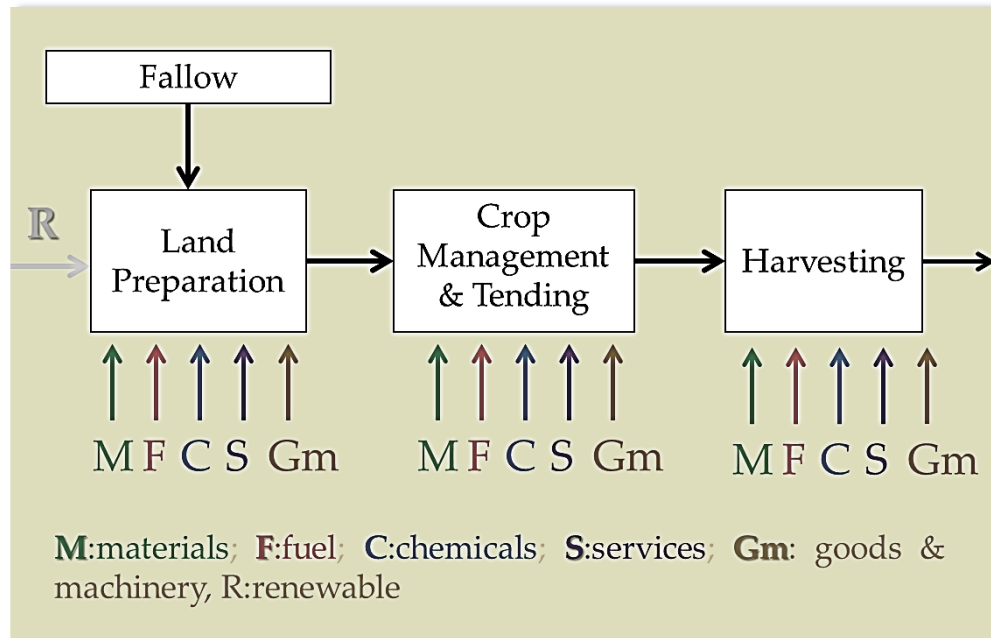 Fallow
R
Land
Preparation
Crop
Management
& Tending
Harvesting
M F C S Gm
M F C S Gm
M F C S Gm
M:materials; F:fuel; C:chemicals; S:services; Gm: goods &
machinery, R:renewable